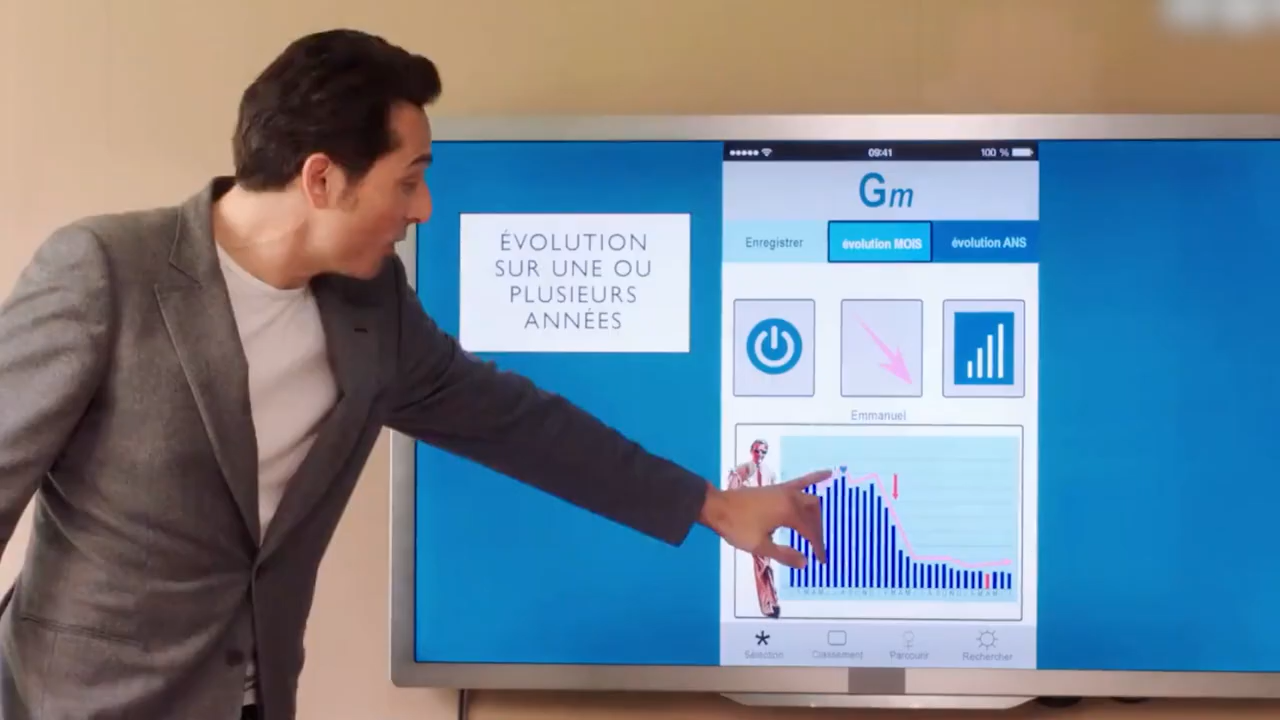 09:41
100 %
Gm
Enregistrer
évolution MOIS
évolution ANS
ÉVOLUTION
SUR UNE OU
PLUSIEURS
ANNÉES
Emmanuel
Sélection
Classement
Parcourir
Rechercher